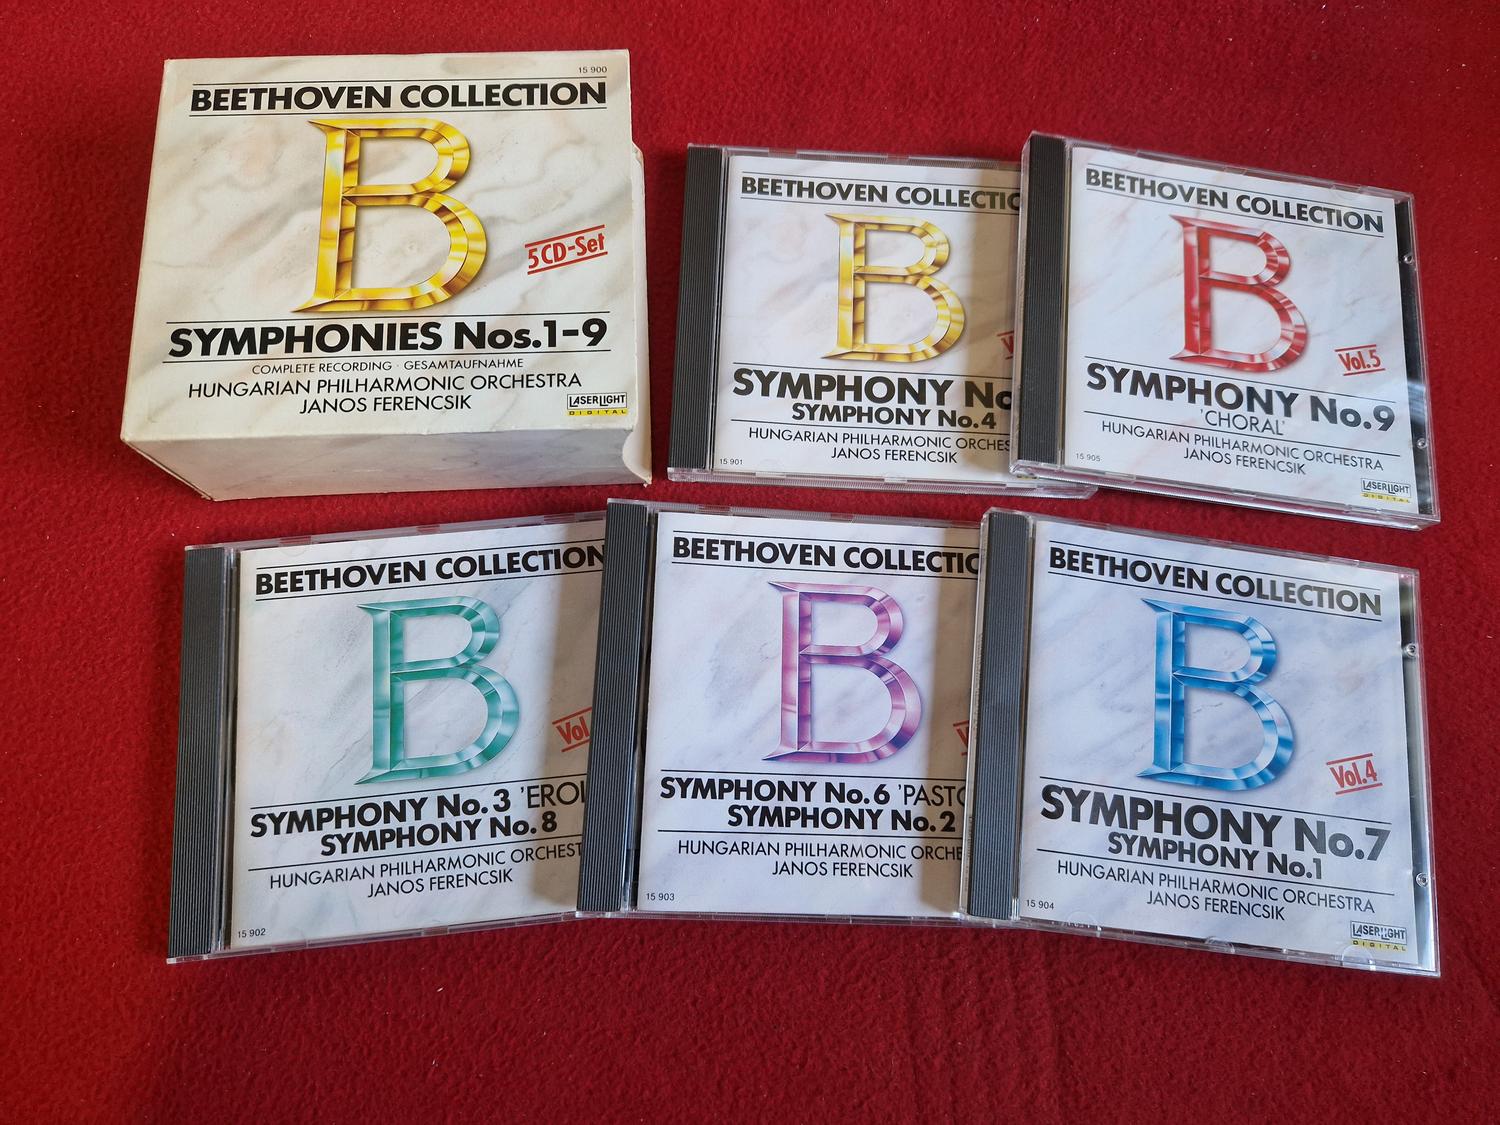 15 900
BEETHOVEN COLLECTION
B
5 CD-Set
SYMPHONIES Nos.1-9
COMPLETE RECORDING · GESAMTAUFNAHME
HUNGARIAN PHILHARMONIC ORCHESTRA
JANOS FERENCSIK
LASERLIGHT
DIGITAL
BEETHOVEN COLLECTIO
B
SYMPHONY No
SYMPHONY No.4
HUNGARIAN PHILHARMONIC ORCHES
JANOS FERENCSIK
15 901
BEETHOVEN COLLECTION
B
Vol.5
SYMPHONY No.9
'CHORAL'
HUNGARIAN PHILHARMONIC ORCHESTRA
JANOS FERENCSIK
15 905
LASERLIGHT
DIGITAL
BEETHOVEN COLLECTION
B
Vol
SYMPHONY No.3 'EROI
SYMPHONY No.8
HUNGARIAN PHILHARMONIC ORCHEST
JANOS FERENCSIK
15 902
BEETHOVEN COLLECTIO
B
SYMPHONY No.6 'PASTO
SYMPHONY No.2
HUNGARIAN PHILHARMONIC ORCHE
JANOS FERENCSIK
15 903
BEETHOVEN COLLECTION
B
Vol.4
SYMPHONY No.7
SYMPHONY No.1
HUNGARIAN PHILHARMONIC ORCHESTRA
JANOS FERENCSIK
15 904
LASERLIGHT
DIGITAL